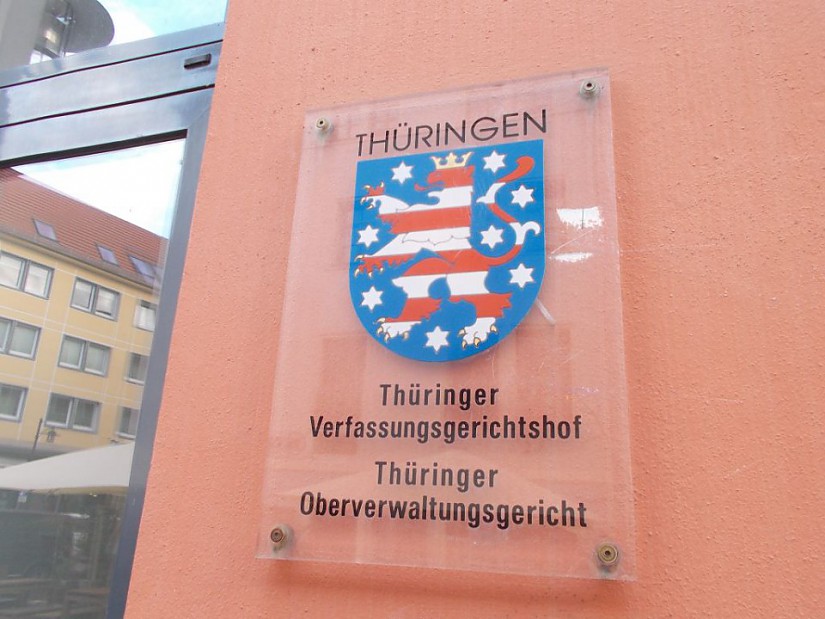 THÜRINGEN
Thüringer
Verfassungsgerichtshof
Thüringer
Oberverwaltungsgericht